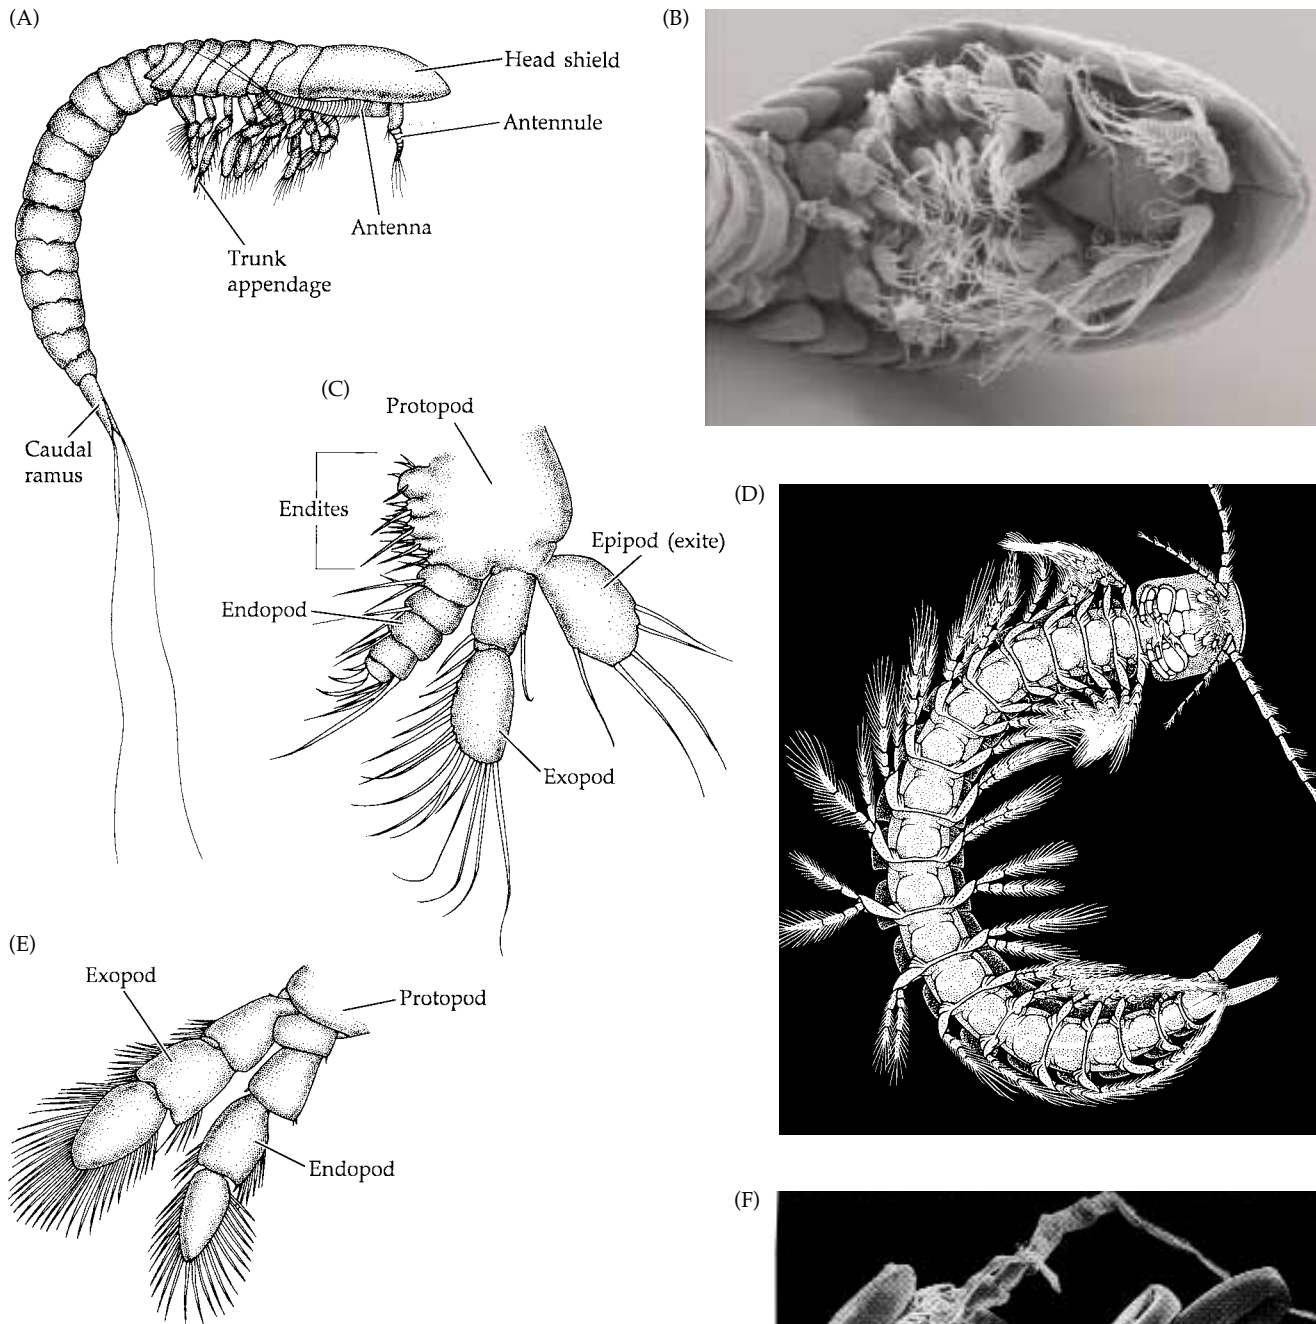 (A)
Head shield
Antennule
Antenna
Trunk
appendage
Caudal
ramus
(B)
(C)
Protopod
Endites
Epipod (exite)
Endopod
Exopod
(D)
(E)
Exopod
Protopod
Endopod
(F)